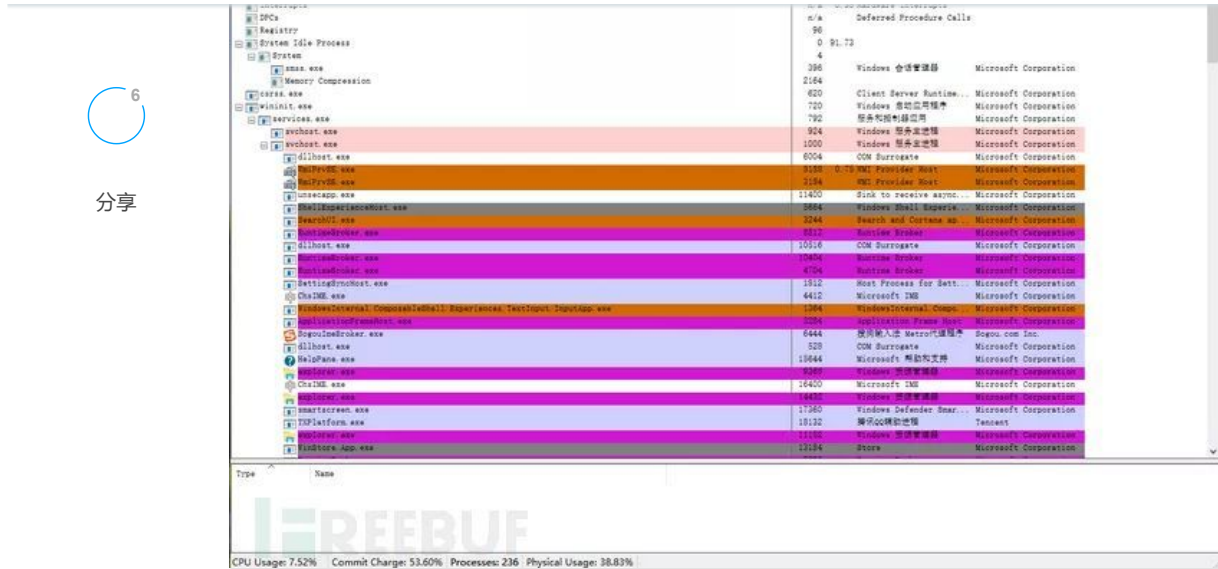 6
分享
DPCs n/a Deferred Procedure Calls
Registry 96
System Idle Process 0 91.73
System 4
smss.exe 396 Windows 会话管理器 Microsoft Corporation
Memory Compression 2164
csrss.exe 620 Client Server Runtime... Microsoft Corporation
wininit.exe 720 Windows 启动应用程序 Microsoft Corporation
services.exe 792 服务和控制器应用 Microsoft Corporation
svchost.exe 924 Windows 服务主进程 Microsoft Corporation
svchost.exe 1000 Windows 服务主进程 Microsoft Corporation
dllhost.exe 6004 COM Surrogate Microsoft Corporation
WmiPrvSE.exe WMI Provider Host Microsoft Corporation
WmiPrvSE.exe WMI Provider Host Microsoft Corporation
unsecapp.exe 11400 Sink to receive async... Microsoft Corporation
ShellExperienceHost.exe Windows Shell Experie... Microsoft Corporation
SearchUI.exe 3244 Search and Cortana ap... Microsoft Corporation
RuntimeBroker.exe Runtime Broker Microsoft Corporation
dllhost.exe 10516 COM Surrogate Microsoft Corporation
RuntimeBroker.exe 10404 Runtime Broker Microsoft Corporation
RuntimeBroker.exe 4704 Runtime Broker Microsoft Corporation
SettingSyncHost.exe 1812 Host Process for Sett... Microsoft Corporation
ChsIME.exe 4412 Microsoft IME Microsoft Corporation
WindowsInternal.ComposableShell.Experiences.TextInput.InputApp.exe 1384 WindowsInternal.Compo... Microsoft Corporation
ApplicationFrameHost.exe 3284 Application Frame Host Microsoft Corporation
SogouImeBroker.exe 6444 搜狗输入法 Metro代理程序 Sogou.com Inc.
dllhost.exe 528 COM Surrogate Microsoft Corporation
HelpPane.exe 15644 Microsoft 帮助和支持 Microsoft Corporation
explorer.exe Windows 资源管理器 Microsoft Corporation
ChsIME.exe 16400 Microsoft IME Microsoft Corporation
explorer.exe 14432 Windows 资源管理器 Microsoft Corporation
smartscreen.exe 17360 Windows Defender Smar... Microsoft Corporation
TXPlatform.exe 18132 腾讯QQ辅助进程 Tencent
explorer.exe Windows 资源管理器 Microsoft Corporation
WinStore.App.exe 13184 Store Microsoft Corporation
Type Name
FREEBUF
CPU Usage: 7.52% Commit Charge: 53.60% Processes: 236 Physical Usage: 38.83%